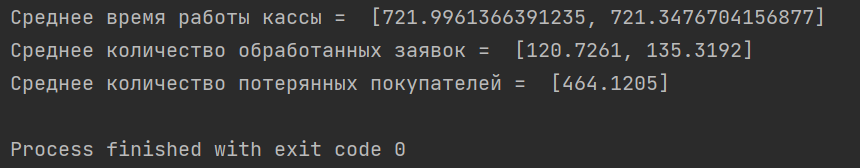 Среднее время работы кассы =  [721.9961366391235, 721.3476704156877]
Среднее количество обработанных заявок =  [120.7261, 135.3192]
Среднее количество потерянных покупателей =  [464.1205]
Process finished with exit code 0